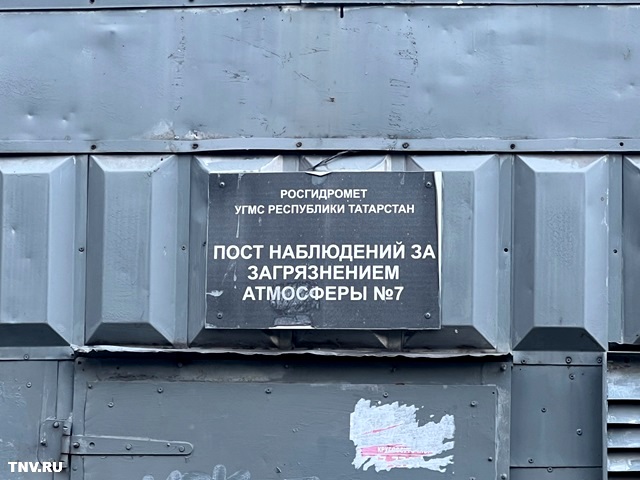 РОСГИДРОМЕТ
УГМС РЕСПУБЛИКИ ТАТАРСТАН
ПОСТ НАБЛЮДЕНИЙ ЗА
ЗАГРЯЗНЕНИЕМ
АТМОСФЕРЫ №7
TNV.RU